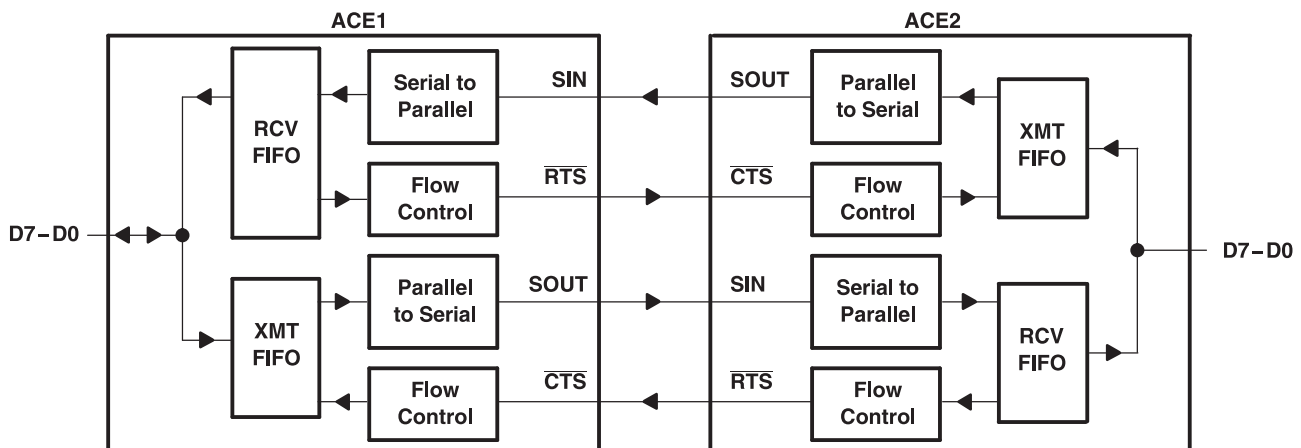 ACE1
ACE2
Serial to
Parallel
SIN
SOUT
Parallel
to Serial
RCV
FIFO
XMT
FIFO
Flow
Control
RTS
CTS
Flow
Control
D7–D0
D7–D0
XMT
FIFO
Parallel
to Serial
SOUT
SIN
Serial to
Parallel
RCV
FIFO
Flow
Control
CTS
RTS
Flow
Control